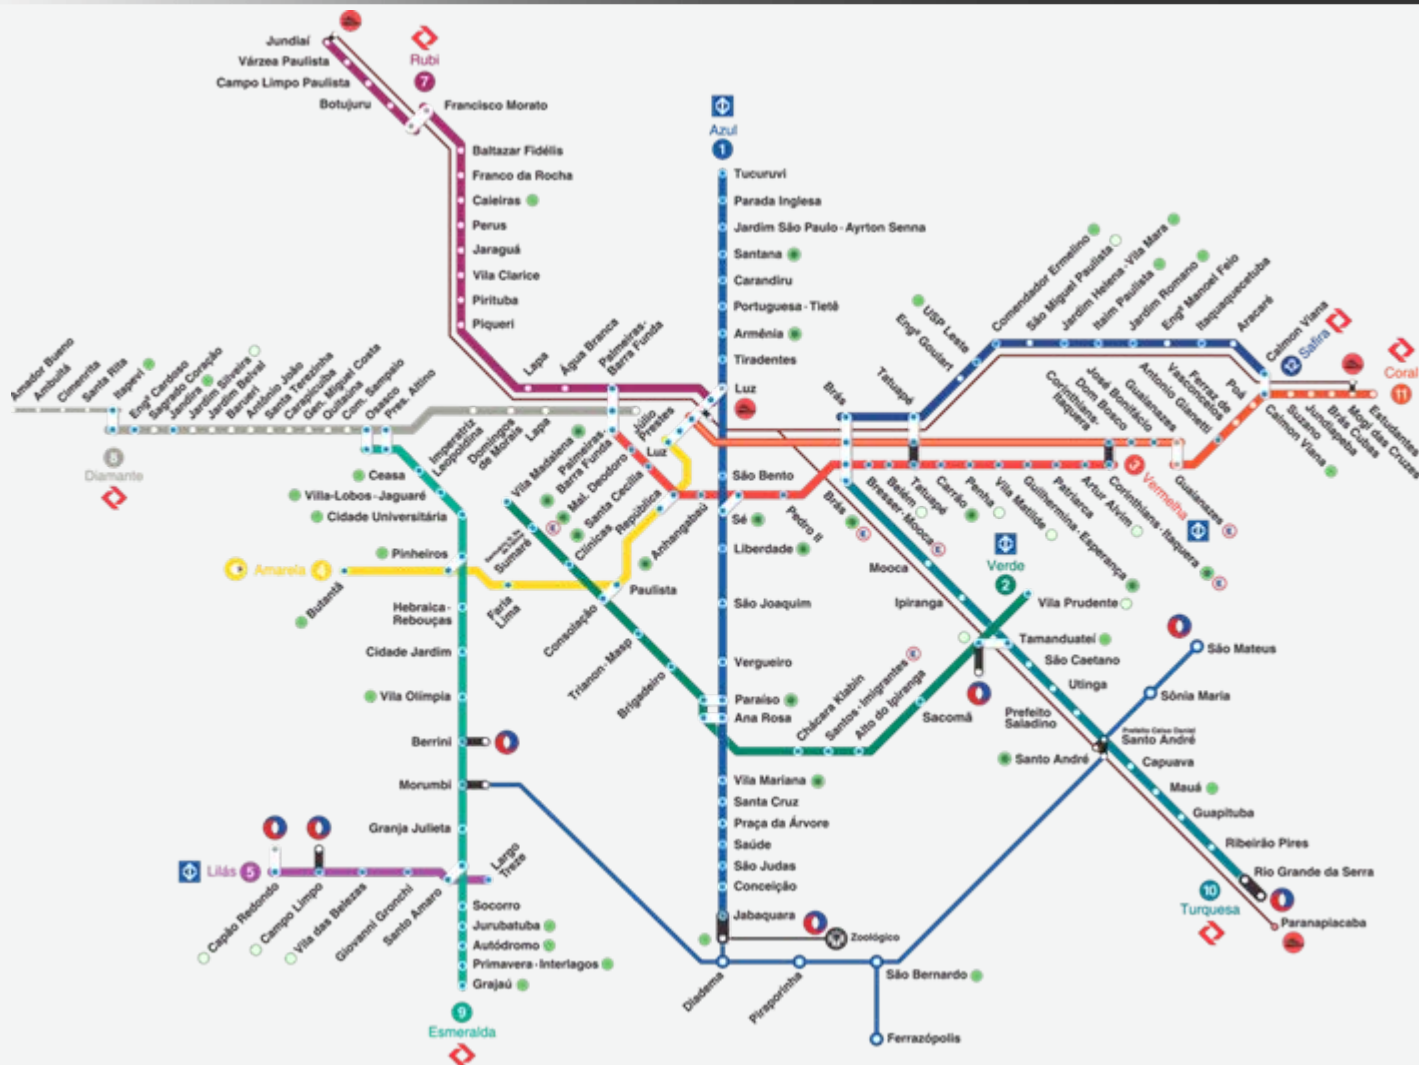 Jundiaí
Várzea Paulista
Campo Limpo Paulista
Botujuru
Rubi
7
Francisco Morato
Baltazar Fidélis
Franco da Rocha
Caieiras
Perus
Jaraguá
Vila Clarice
Pirituba
Piqueri
Lapa
Água Branca
Palmeiras-
Barra Funda
Azul
1
Tucuruvi
Parada Inglesa
Jardim São Paulo-Ayrton Senna
Santana
Carandiru
Portuguesa-Tietê
Armênia
Tiradentes
Luz
São Bento
Sé
Liberdade
São Joaquim
Vergueiro
Paraíso
Ana Rosa
Vila Mariana
Santa Cruz
Praça da Árvore
Saúde
São Judas
Conceição
Jabaquara
Zoológico
Amador Bueno
Ambuitá
Cimenrita
Santa Rita
Itapevi
Engº Cardoso
Sagrado Coração
Jandira
Jardim Silveira
Jardim Belval
Barueri
Antônio João
Santa Terezinha
Carapicuíba
Gen. Miguel Costa
Quitaúna
Com. Sampaio
Osasco
Pres. Altino
Imperatriz
Leopoldina
Domingos
de Morais
Lapa
Júlio
Prestes
8
Diamante
Ceasa
Villa-Lobos-Jaguaré
Cidade Universitária
Pinheiros
Hebraica-
Rebouças
Cidade Jardim
Vila Olímpia
Berrini
Morumbi
Granja Julieta
Largo
Treze
Santo Amaro
Socorro
Jurubatuba
Autódromo
Primavera-Interlagos
Grajaú
9
Esmeralda
Amarela 4
Butantã
Faria
Lima
Paulista
República
Luz
Lilás 5
Capão Redondo
Campo Limpo
Vila das Belezas
Giovanni Gronchi
Vila Madalena
Sumaré
Clínicas
Consolação
Trianon-Masp
Brigadeiro
Chácara Klabin
Santos-Imigrantes
Alto do Ipiranga
Sacomã
Tamanduateí
Vila Prudente
Verde
2
Palmeiras-
Barra Funda
Mal. Deodoro
Santa Cecília
Anhangabaú
Pedro II
Brás
Bresser-Mooca
Belém
Tatuapé
Carrão
Penha
Vila Matilde
Guilhermina-Esperança
Patriarca
Artur Alvim
Corinthians-Itaquera
3 Vermelha
Brás
Tatuapé
Engº Goulart
USP Leste
Comendador Ermelino
São Miguel Paulista
Jardim Helena-Vila Mara
Itaim Paulista
Jardim Romano
Engº Manoel Feio
Itaquaquecetuba
Aracaré
Calmon Viana
12 Safira
Coral
11
Corinthians-
Itaquera
Dom Bosco
José Bonifácio
Guaianazes
Antonio Gianetti
Ferraz de
Vasconcelos
Poá
Calmon Viana
Suzano
Jundiapeba
Brás Cubas
Mogi das Cruzes
Estudantes
Guaianazes
Mooca
Ipiranga
São Caetano
Utinga
Prefeito
Saladino
Prefeito Celso Daniel
Santo André
Santo André
Capuava
Mauá
Guapituba
Ribeirão Pires
Rio Grande da Serra
Paranapiacaba
10
Turquesa
São Mateus
Sônia Maria
Diadema
Piraporinha
São Bernardo
Ferrazópolis